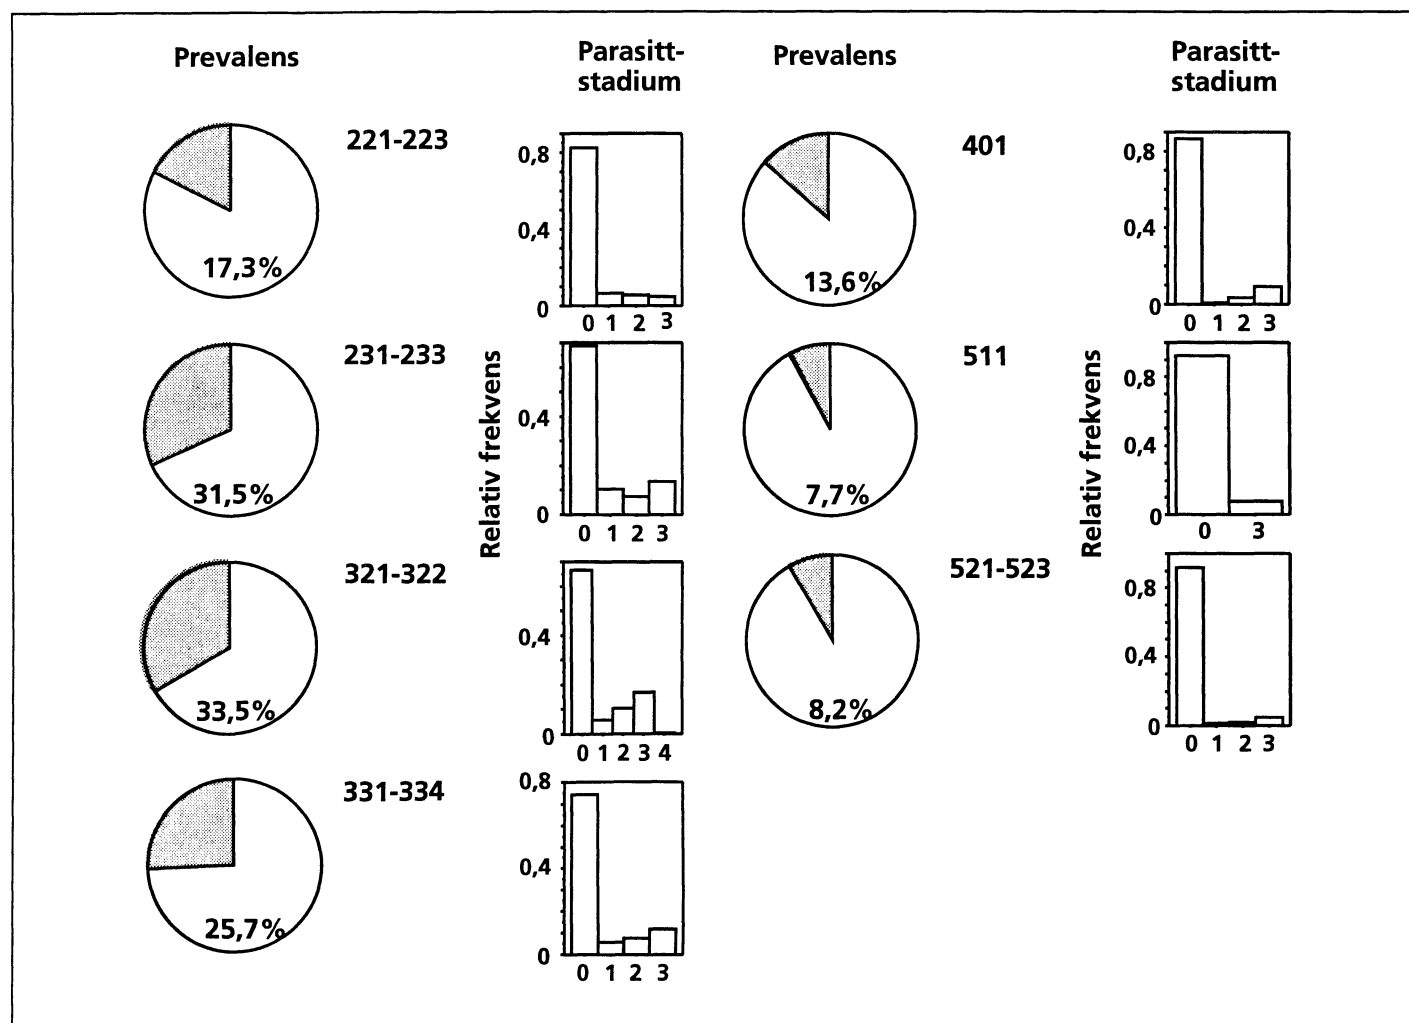 Prevalens
Parasitt-
stadium
Prevalens
Parasitt-
stadium
221-223
17,3%
0,8
0,4
0
0 1 2 3
401
13,6%
0,8
0,4
0
0 1 2 3
231-233
31,5%
Relativ frekvens
0,4
0
0 1 2 3
511
7,7%
Relativ frekvens
0,8
0,4
0
0 3
321-322
33,5%
0,4
0
0 1 2 3 4
521-523
8,2%
0,8
0,4
0
0 1 2 3
331-334
25,7%
0,8
0,4
0
0 1 2 3